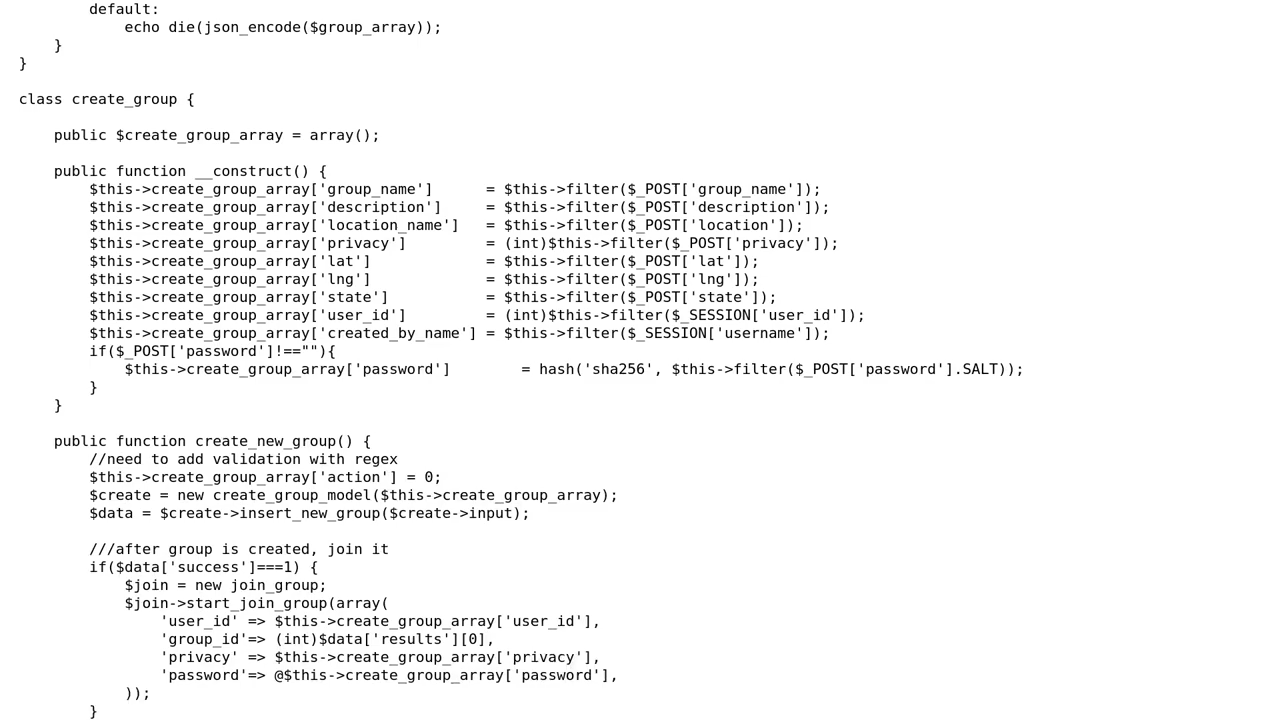 default:
            echo die(json_encode($group_array));
    }
}

class create_group {

    public $create_group_array = array();

    public function __construct() {
        $this->create_group_array['group_name']      = $this->filter($_POST['group_name']);
        $this->create_group_array['description']     = $this->filter($_POST['description']);
        $this->create_group_array['location_name']   = $this->filter($_POST['location']);
        $this->create_group_array['privacy']         = (int)$this->filter($_POST['privacy']);
        $this->create_group_array['lat']             = $this->filter($_POST['lat']);
        $this->create_group_array['lng']             = $this->filter($_POST['lng']);
        $this->create_group_array['state']           = $this->filter($_POST['state']);
        $this->create_group_array['user_id']         = (int)$this->filter($_SESSION['user_id']);
        $this->create_group_array['created_by_name'] = $this->filter($_SESSION['username']);
        if($_POST['password']!==""){
            $this->create_group_array['password']        = hash('sha256', $this->filter($_POST['password'].SALT));
        }
    }

    public function create_new_group() {
        //need to add validation with regex
        $this->create_group_array['action'] = 0;
        $create = new create_group_model($this->create_group_array);
        $data = $create->insert_new_group($create->input);

        ///after group is created, join it
        if($data['success']===1) {
            $join = new join_group;
            $join->start_join_group(array(
                'user_id' => $this->create_group_array['user_id'],
                'group_id'=> (int)$data['results'][0],
                'privacy' => $this->create_group_array['privacy'],
                'password'=> @$this->create_group_array['password'],
            ));
        }